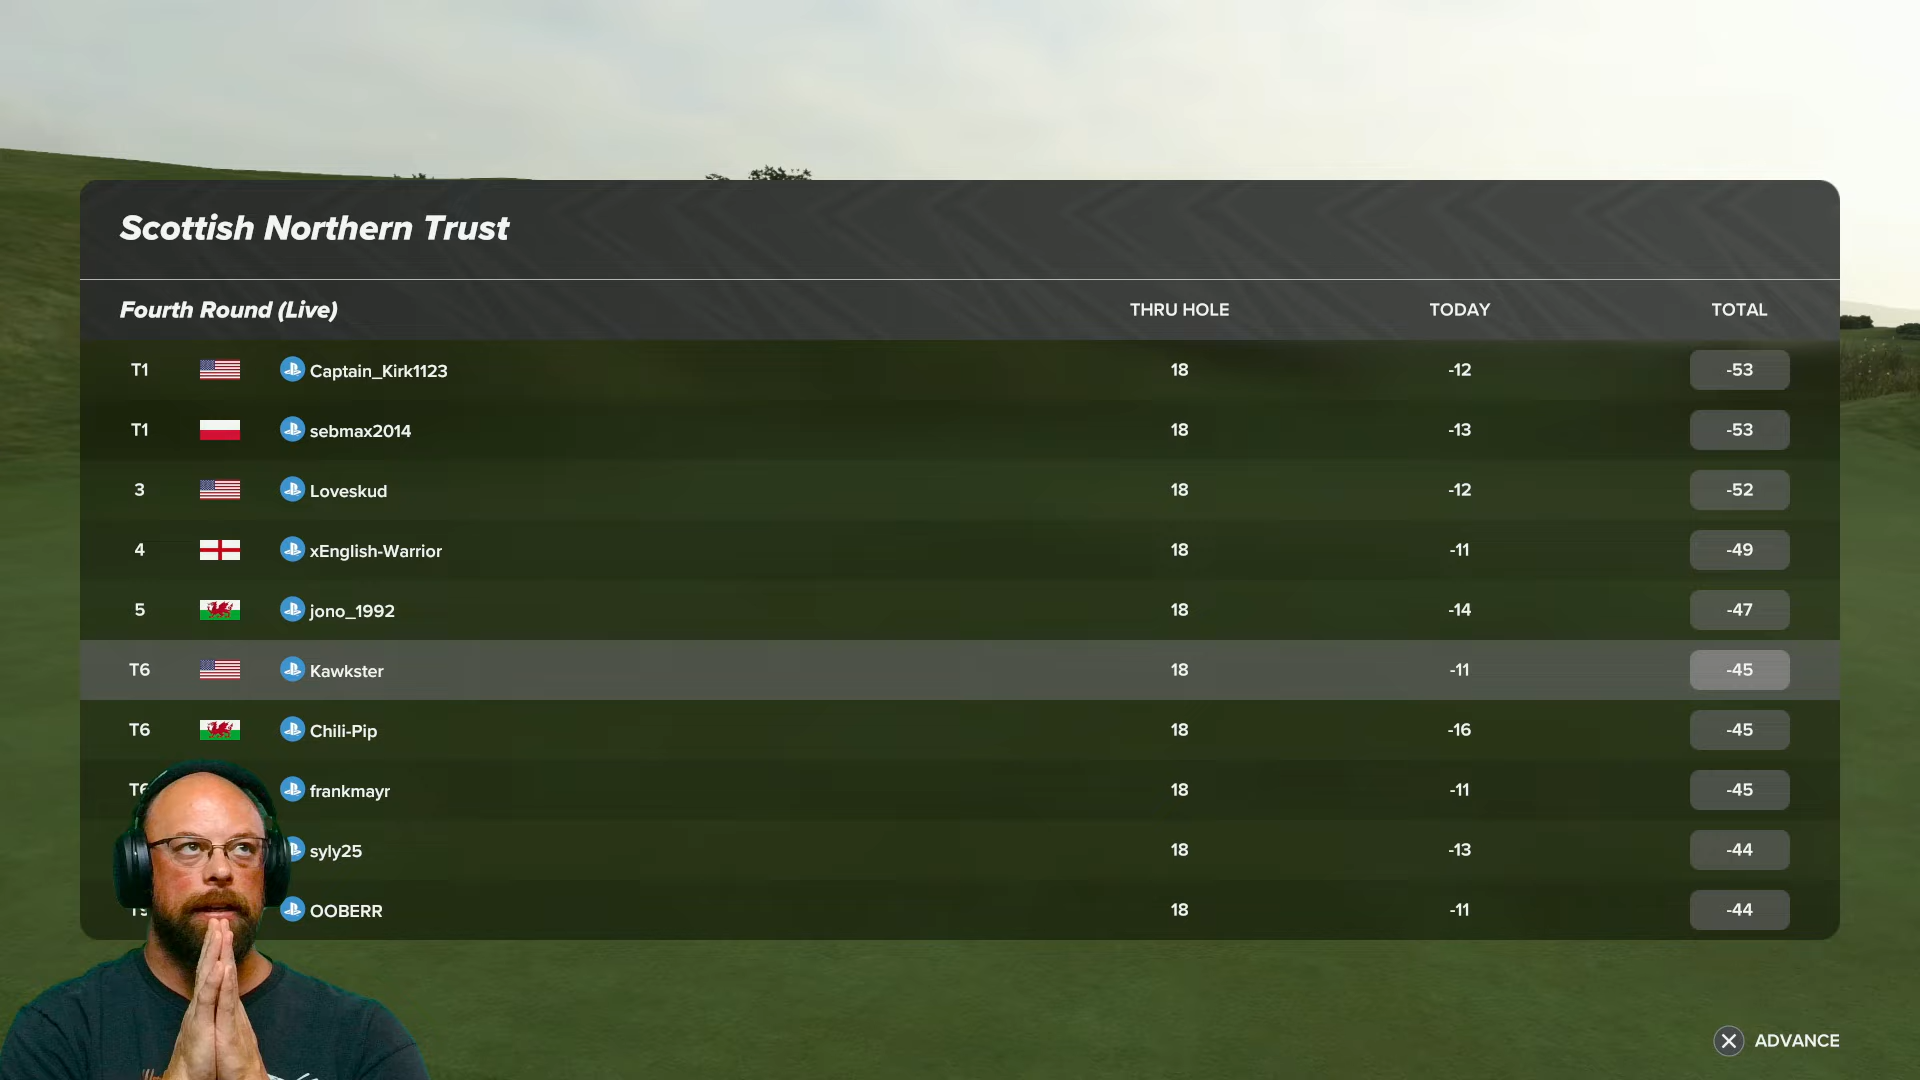 Scottish Northern Trust
Fourth Round (Live) THRU HOLE TODAY TOTAL
T1 Captain_Kirk1123 18 -12 -53
T1 sebmax2014 18 -13 -53
3 Loveskud 18 -12 -52
4 xEnglish-Warrior 18 -11 -49
5 jono_1992 18 -14 -47
T6 Kawkster 18 -11 -45
T6 Chili-Pip 18 -16 -45
frankmayr 18 -11 -45
syly25 18 -13 -44
OOBERR 18 -11 -44
ADVANCE